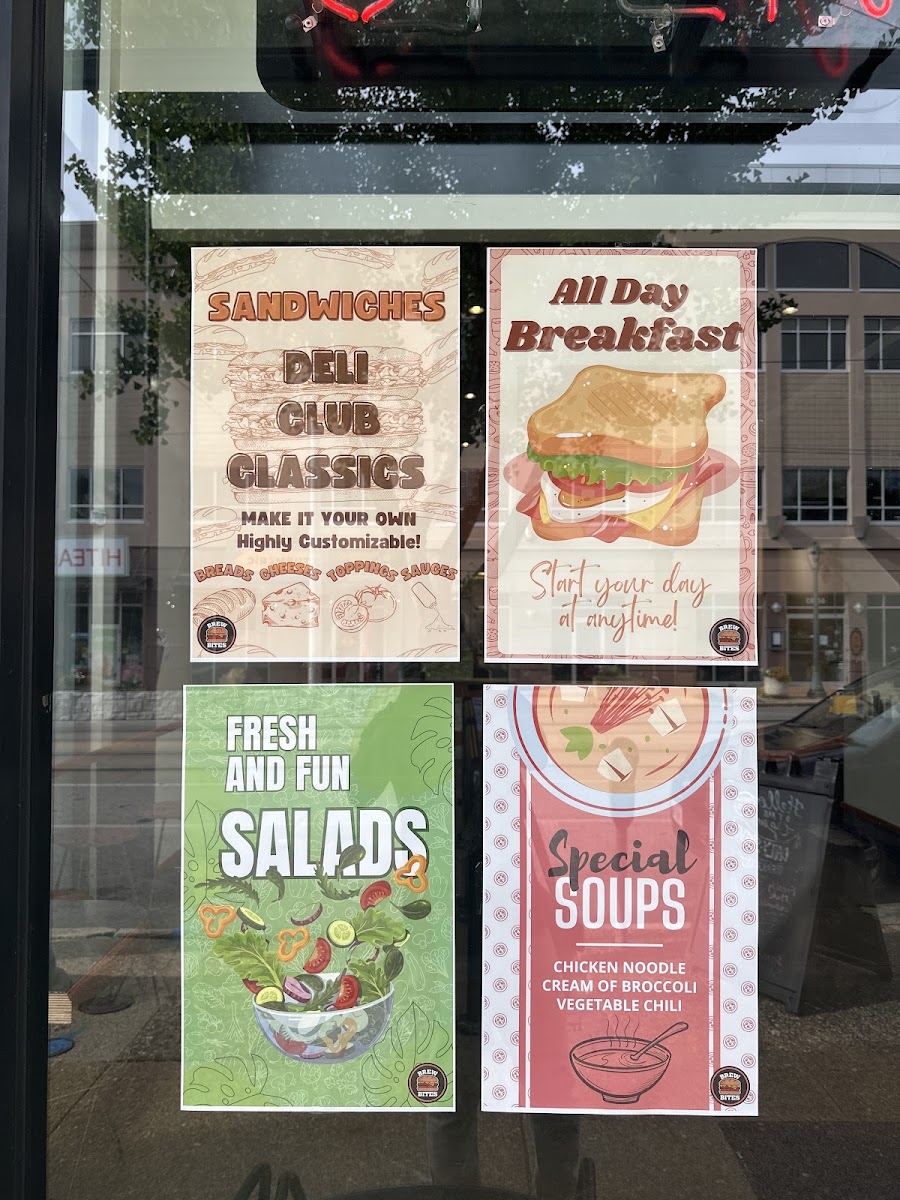 SANDWICHES
DELI
CLUB
CLASSICS
MAKE IT YOUR OWN
Highly Customizable!
BREADS CHEESES TOPPINGS SAUCES
BREW
BITES
All Day
Breakfast
Start your day
at anytime!
BREW
BITES
FRESH
AND FUN
SALADS
BREW
BITES
Special
SOUPS
CHICKEN NOODLE
CREAM OF BROCCOLI
VEGETABLE CHILI
BREW
BITES